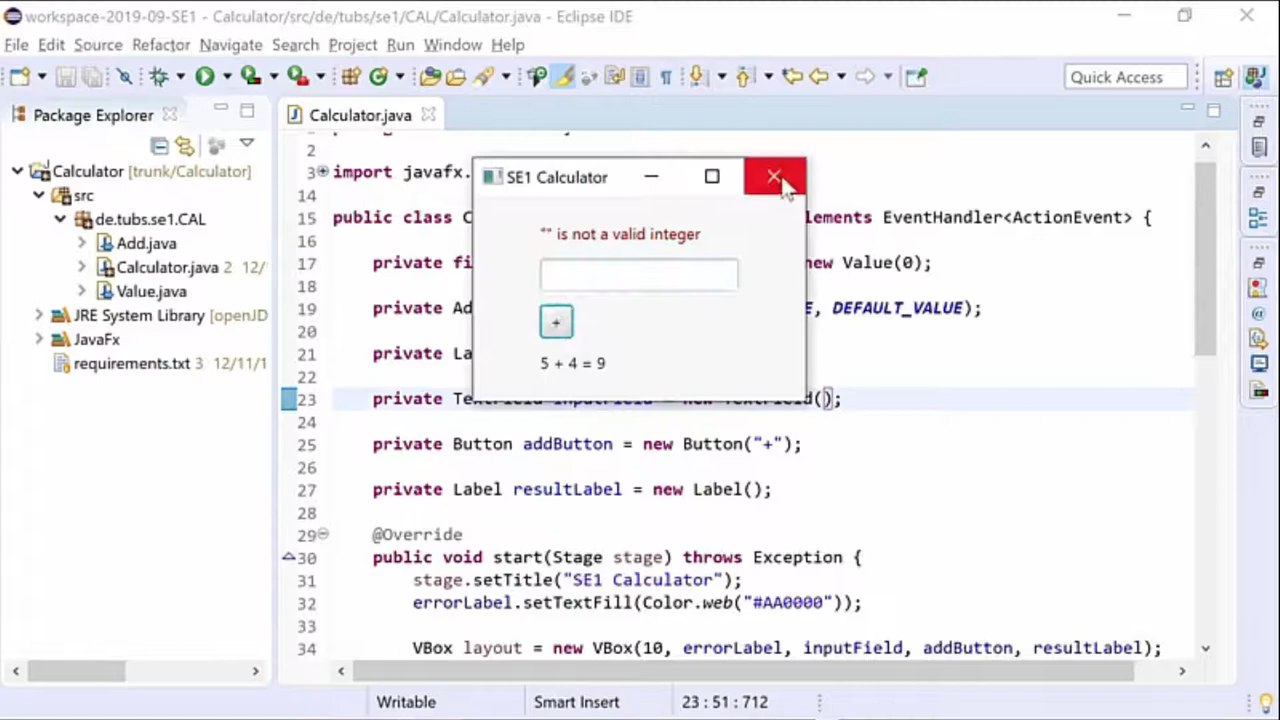 workspace-2019-09-SE1 - Calculator/src/de/tubs/se1/CAL/Calculator.java - Eclipse IDE
File Edit Source Refactor Navigate Search Project Run Window Help
Quick Access
Package Explorer
Calculator.java
Calculator [trunk/Calculator]
src
de.tubs.se1.CAL
Add.java
Calculator.java 2 12/
Value.java
JRE System Library [openJD
JavaFx
requirements.txt 3 12/11/1
2
3 import javafx.
14
15 public class C
lements EventHandler<ActionEvent> {
16
17 private fi
new Value(0);
18
19 private Ad
E, DEFAULT_VALUE);
20
21 private La
22
23 private TextField inputField = new TextField();
24
25 private Button addButton = new Button("+");
26
27 private Label resultLabel = new Label();
28
29 @Override
30 public void start(Stage stage) throws Exception {
31 stage.setTitle("SE1 Calculator");
32 errorLabel.setTextFill(Color.web("#AA0000"));
33
34 VBox layout = new VBox(10, errorLabel, inputField, addButton, resultLabel);
SE1 Calculator
"" is not a valid integer
+
5 + 4 = 9
Writable
Smart Insert
23 : 51 : 712